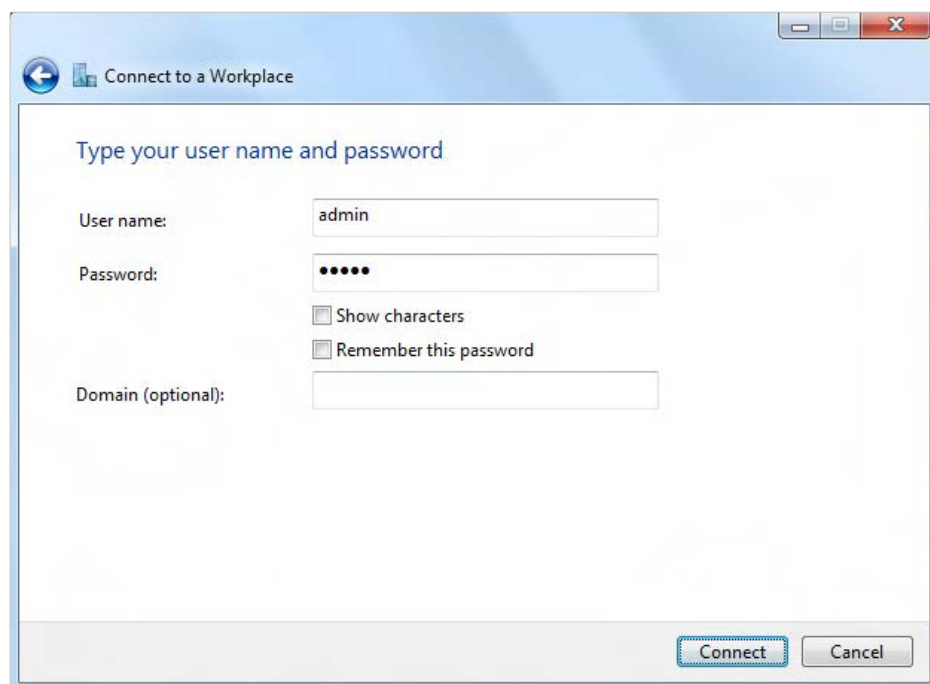 Connect to a Workplace
Type your user name and password
User name:
admin
Password:
●●●●●
Show characters
Remember this password
Domain (optional):
Connect
Cancel